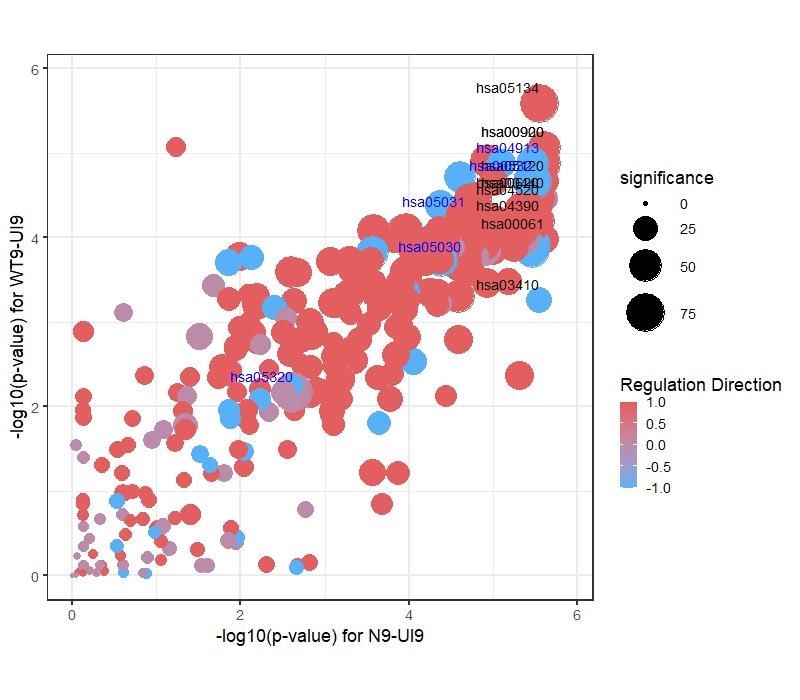 hsa05134
hsa00920
hsa04913
hsa04520
hsa04390
hsa00061
hsa05031
hsa05030
hsa03410
hsa05320
6
4
2
0
0
2
4
6
-log10(p-value) for WT9-UI9
-log10(p-value) for N9-UI9
significance
0
25
50
75
Regulation Direction
1.0
0.5
0.0
-0.5
-1.0